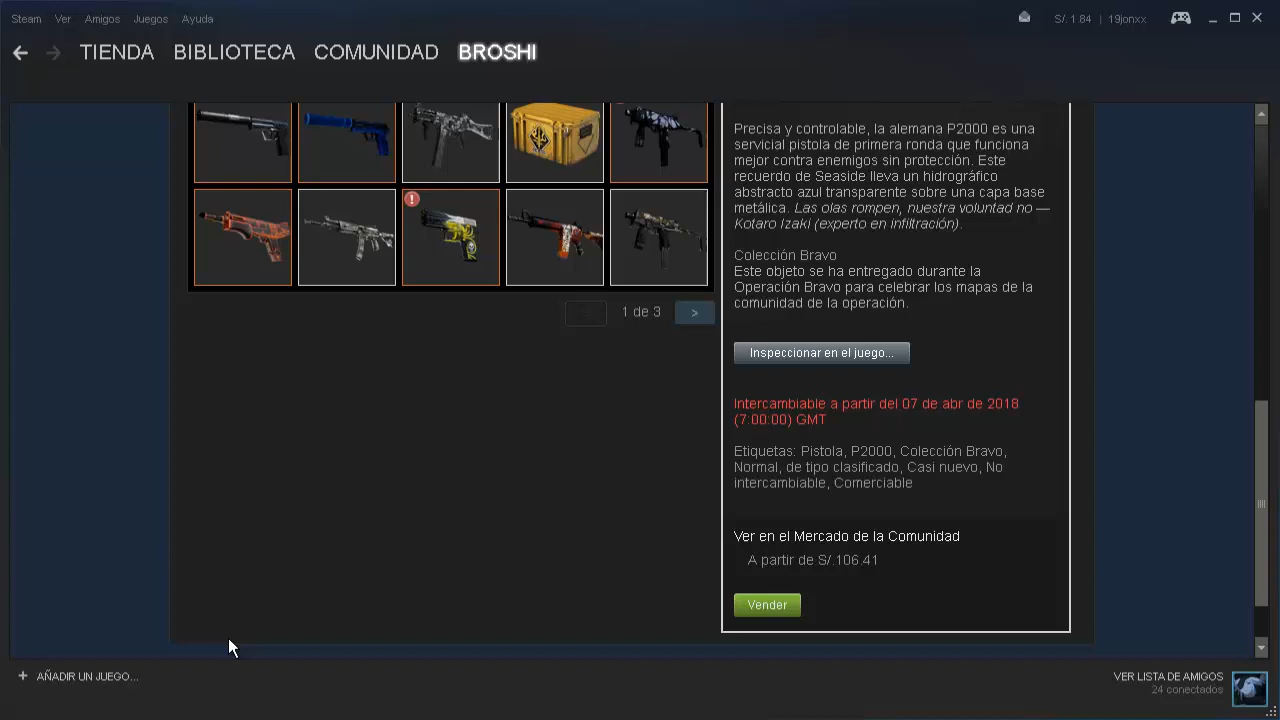 Steam Ver Amigos Juegos Ayuda
S/. 1.84 | 19jonxx
TIENDA BIBLIOTECA COMUNIDAD BROSHI
Precisa y controlable, la alemana P2000 es una
servicial pistola de primera ronda que funciona
mejor contra enemigos sin protección. Este
recuerdo de Seaside lleva un hidrográfico
abstracto azul transparente sobre una capa base
metálica. Las olas rompen, nuestra voluntad no —
Kotaro Izaki (experto en infiltración).
Colección Bravo
Este objeto se ha entregado durante la
Operación Bravo para celebrar los mapas de la
comunidad de la operación.
1 de 3 >
Inspeccionar en el juego...
Intercambiable a partir del 07 de abr de 2018
(7:00:00) GMT
Etiquetas: Pistola, P2000, Colección Bravo,
Normal, de tipo clasificado, Casi nuevo, No
intercambiable, Comerciable
Ver en el Mercado de la Comunidad
A partir de S/.106.41
Vender
+ AÑADIR UN JUEGO...
VER LISTA DE AMIGOS
24 conectados